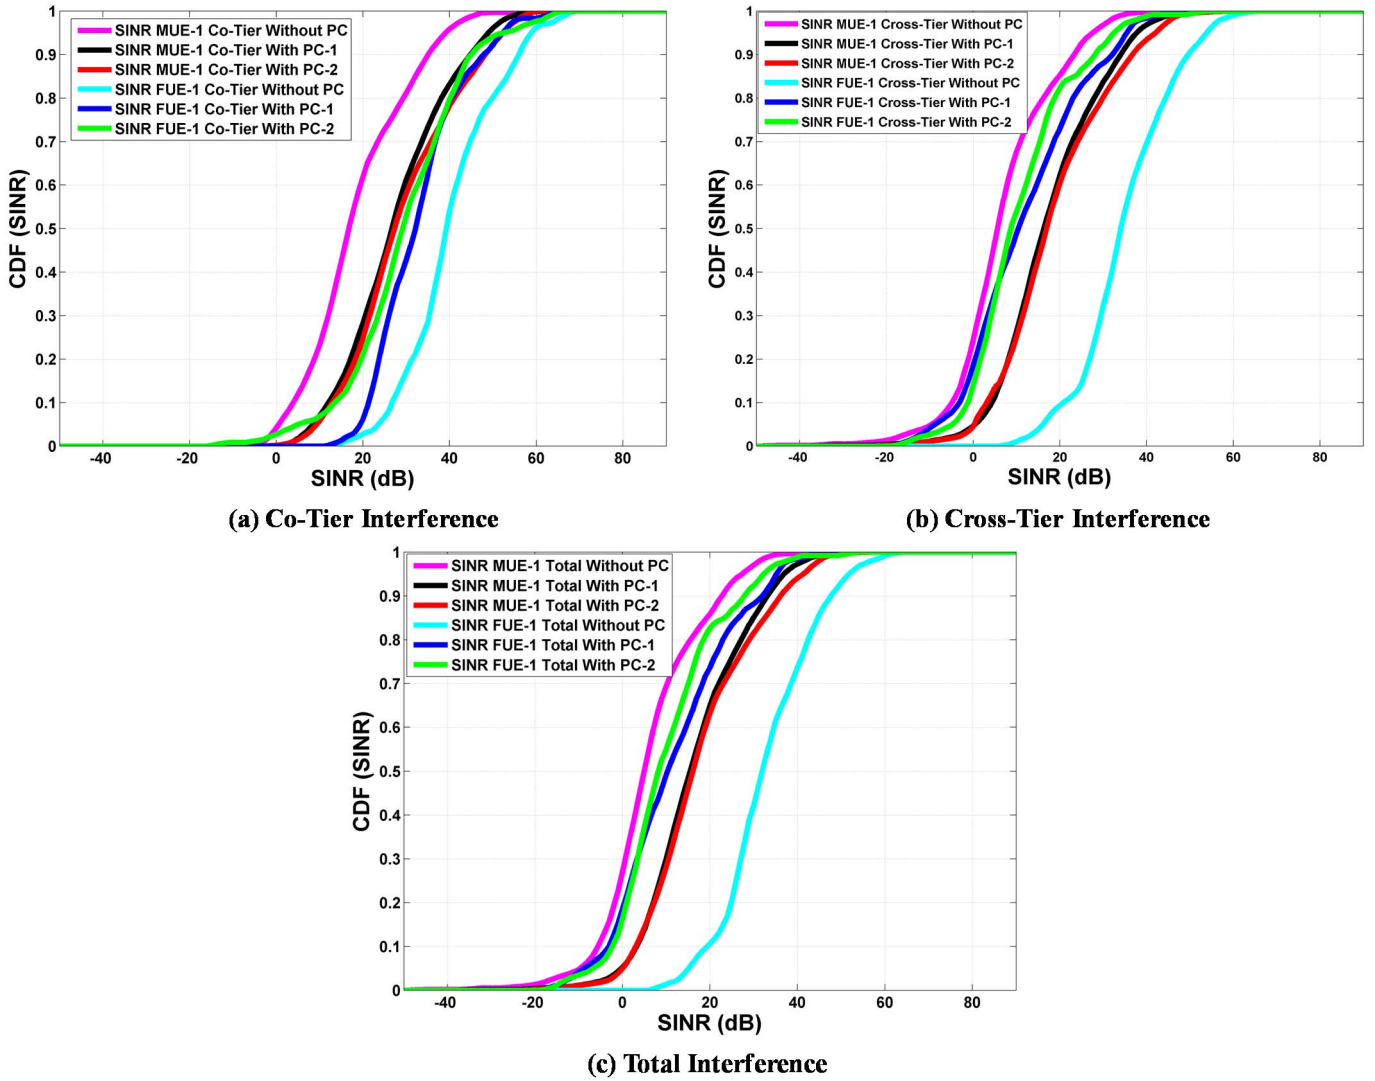 1
0.9
0.8
0.7
0.6
0.5
0.4
0.3
0.2
0.1
0
CDF (SINR)
SINR MUE-1 Co-Tier Without PC
SINR MUE-1 Co-Tier With PC-1
SINR MUE-1 Co-Tier With PC-2
SINR FUE-1 Co-Tier Without PC
SINR FUE-1 Co-Tier With PC-1
SINR FUE-1 Co-Tier With PC-2
-40 -20 0 20 40 60 80
SINR (dB)
(a) Co-Tier Interference
1
0.9
0.8
0.7
0.6
0.5
0.4
0.3
0.2
0.1
0
CDF (SINR)
SINR MUE-1 Cross-Tier Without PC
SINR MUE-1 Cross-Tier With PC-1
SINR MUE-1 Cross-Tier With PC-2
SINR FUE-1 Cross-Tier Without PC
SINR FUE-1 Cross-Tier With PC-1
SINR FUE-1 Cross-Tier With PC-2
-40 -20 0 20 40 60 80
SINR (dB)
(b) Cross-Tier Interference
1
0.9
0.8
0.7
0.6
0.5
0.4
0.3
0.2
0.1
0
CDF (SINR)
SINR MUE-1 Total Without PC
SINR MUE-1 Total With PC-1
SINR MUE-1 Total With PC-2
SINR FUE-1 Total Without PC
SINR FUE-1 Total With PC-1
SINR FUE-1 Total With PC-2
-40 -20 0 20 40 60 80
SINR (dB)
(c) Total Interference